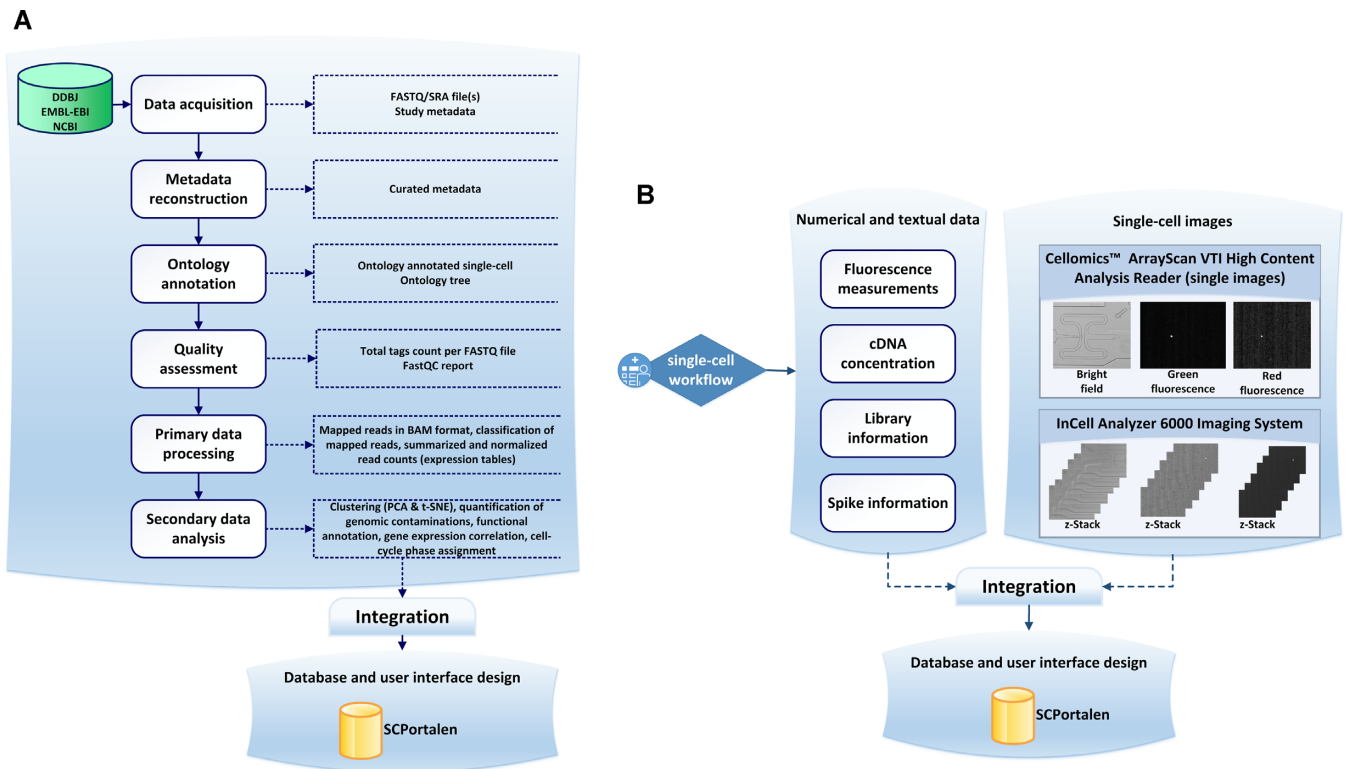 A
DDBJ
EMBL-EBI
NCBI
Data acquisition
FASTQ/SRA file(s)
Study metadata
Metadata
reconstruction
Curated metadata
Ontology
annotation
Ontology annotated single-cell
Ontology tree
Quality
assessment
Total tags count per FASTQ file
FastQC report
Primary data
processing
Mapped reads in BAM format, classification of
mapped reads, summarized and normalized
read counts (expression tables)
Secondary data
analysis
Clustering (PCA & t-SNE), quantification of
genomic contaminations, functional
annotation, gene expression correlation, cell-
cycle phase assignment
Integration
Database and user interface design
SCPortalen
B
single-cell
workflow
Numerical and textual data
Fluorescence
measurements
cDNA
concentration
Library
information
Spike information
Single-cell images
Cellomics™ ArrayScan VTI High Content
Analysis Reader (single images)
Bright
field
Green
fluorescence
Red
fluorescence
InCell Analyzer 6000 Imaging System
z-Stack
z-Stack
z-Stack
Integration
Database and user interface design
SCPortalen